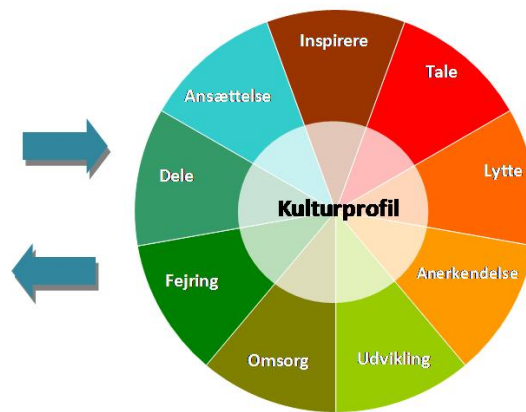 Inspirere
Tale
Lytte
Anerkendelse
Udvikling
Omsorg
Fejring
Dele
Ansættelse
Kulturprofil